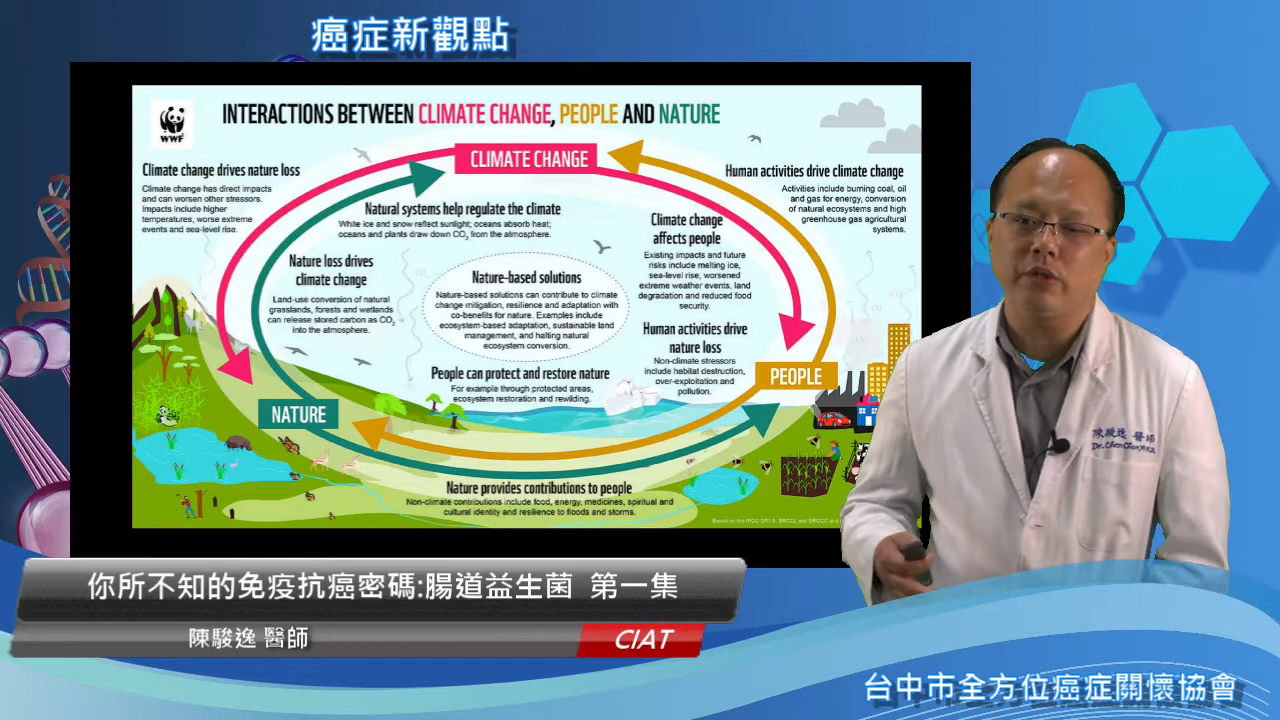 癌症新觀點
WWF
INTERACTIONS BETWEEN CLIMATE CHANGE, PEOPLE AND NATURE
CLIMATE CHANGE
Climate change drives nature loss
Climate change has direct impacts
and can worsen other stressors.
Impacts include higher
temperatures, worse extreme
events and sea-level rise.
Human activities drive climate change
Activities include burning coal, oil
and gas for energy, conversion
of natural ecosystems and high
greenhouse gas agricultural
systems.
Natural systems help regulate the climate
While ice and snow reflect sunlight; oceans absorb heat;
oceans and plants draw down CO₂ from the atmosphere.
Climate change
affects people
Existing impacts and future
risks include melting ice,
sea-level rise, worsened
extreme weather events, land
degradation and reduced food
security.
Nature loss drives
climate change
Land-use conversion of natural
grasslands, forests and wetlands
can release stored carbon as CO₂
into the atmosphere.
Nature-based solutions
Nature-based solutions can contribute to climate
change mitigation, resilience and adaptation with
co-benefits for nature. Examples include
ecosystem-based adaptation, sustainable land
management, and halting natural
ecosystem conversion.
Human activities drive
nature loss
Non-climate stressors
include habitat destruction,
over-exploitation and
pollution.
People can protect and restore nature
For example through protected areas,
ecosystem restoration and rewilding.
PEOPLE
NATURE
Nature provides contributions to people
Non-climate contributions include food, energy, medicines, spiritual and
cultural identity and resilience to floods and storms.
Based on the IPCC SR1.5, SRCCL and SROCC and
陳駿逸 醫師
你所不知的免疫抗癌密碼:腸道益生菌 第一集
陳駿逸 醫師
CIAT
台中市全方位癌症關懷協會